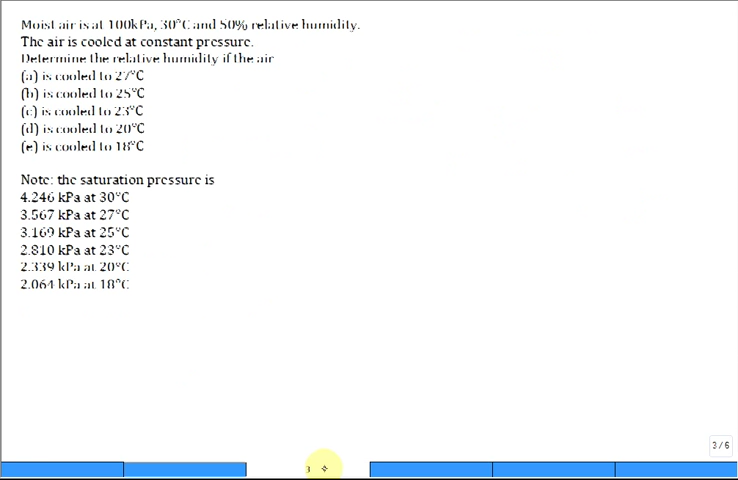 Moist air is at 100kPa, 30°C and 50% relative humidity.
The air is cooled at constant pressure.
Determine the relative humidity if the air
(a) is cooled to 27°C
(b) is cooled to 25°C
(c) is cooled to 23°C
(d) is cooled to 20°C
(e) is cooled to 18°C
Note: the saturation pressure is
4.246 kPa at 30°C
3.567 kPa at 27°C
3.169 kPa at 25°C
2.810 kPa at 23°C
2.339 kPa at 20°C
2.064 kPa at 18°C
3/6
3